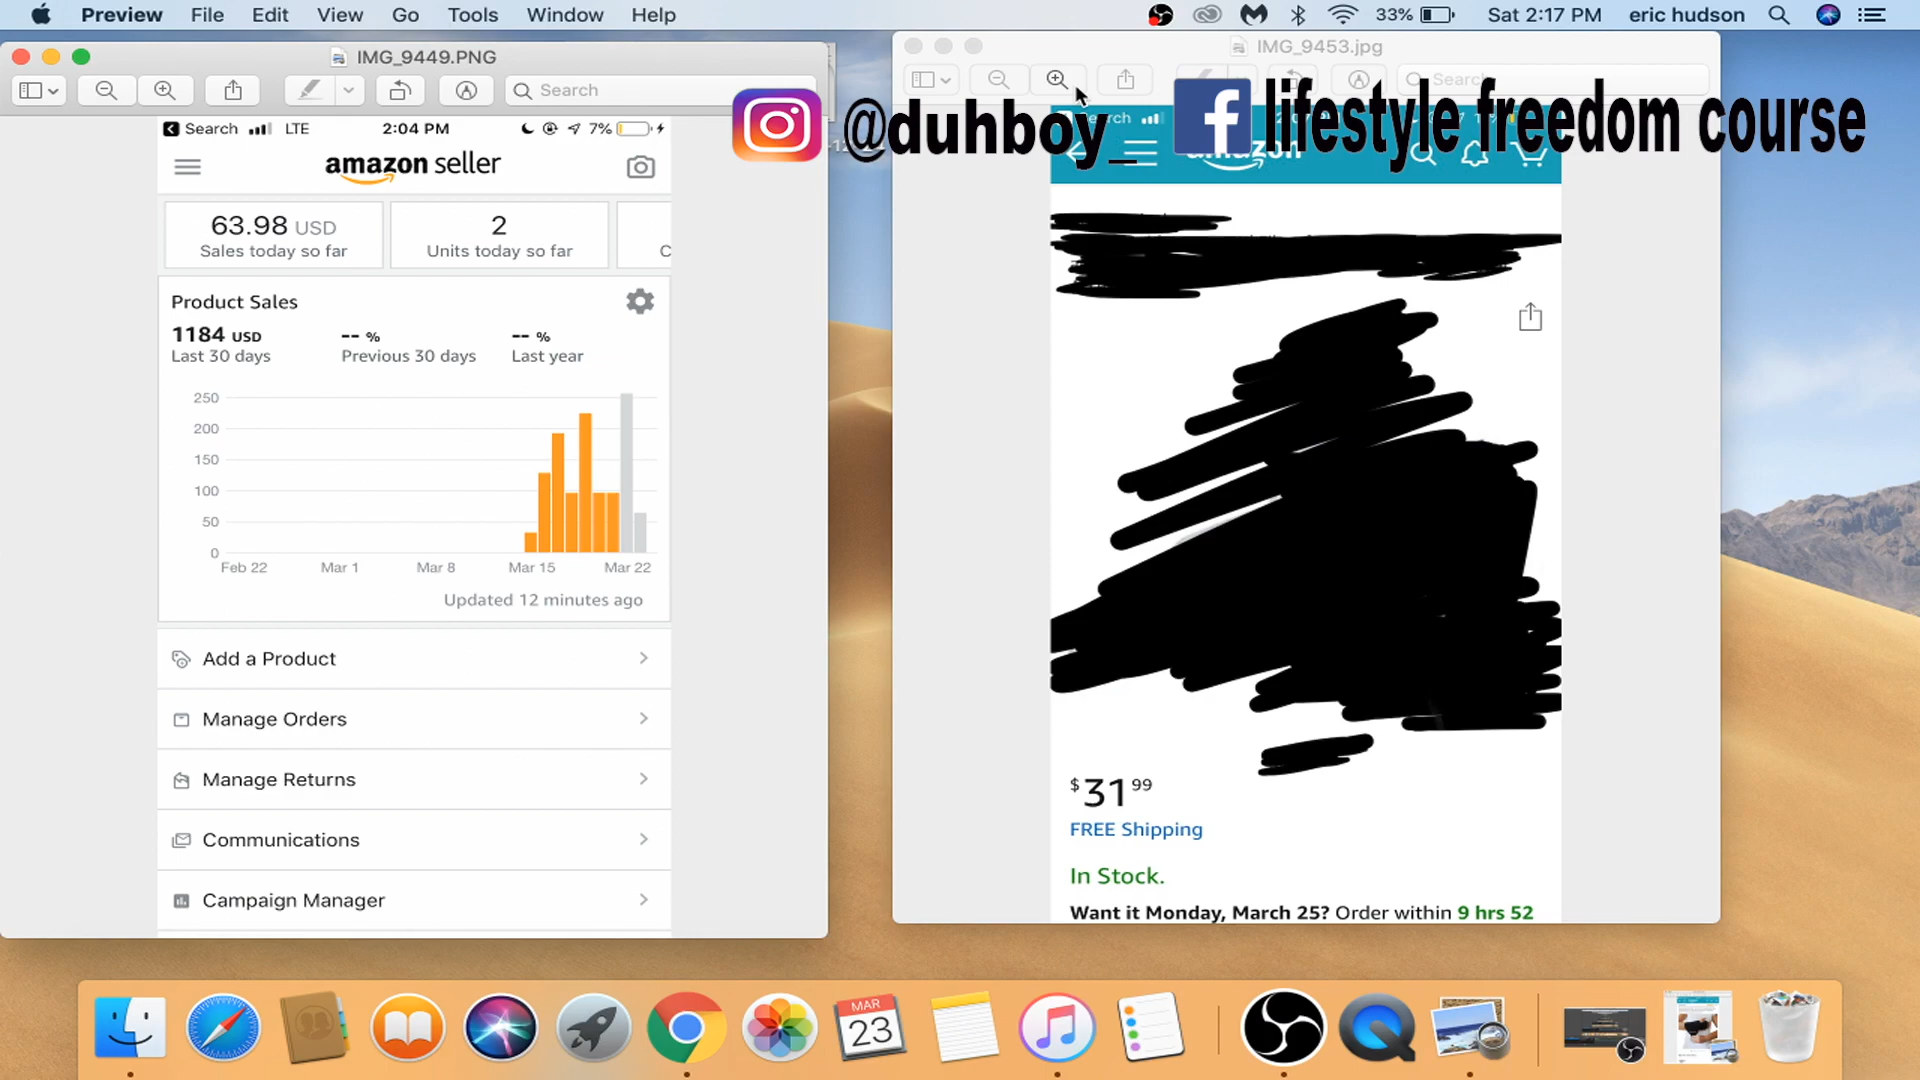 Preview File Edit View Go Tools Window Help 33% Sat 2:17 PM eric hudson
IMG_9449.PNG
Search
Search LTE 2:04 PM 7%
amazon seller
63.98 USD
Sales today so far
2
Units today so far
C
Product Sales
1184 USD
Last 30 days
-- %
Previous 30 days
-- %
Last year
250
200
150
100
50
0
Feb 22 Mar 1 Mar 8 Mar 15 Mar 22
Updated 12 minutes ago
Add a Product
Manage Orders
Manage Returns
Communications
Campaign Manager
IMG_9453.jpg
Search
@duhboy_
f lifestyle freedom course
amazon
$31.99
FREE Shipping
In Stock.
Want it Monday, March 25? Order within 9 hrs 52
MAR
23